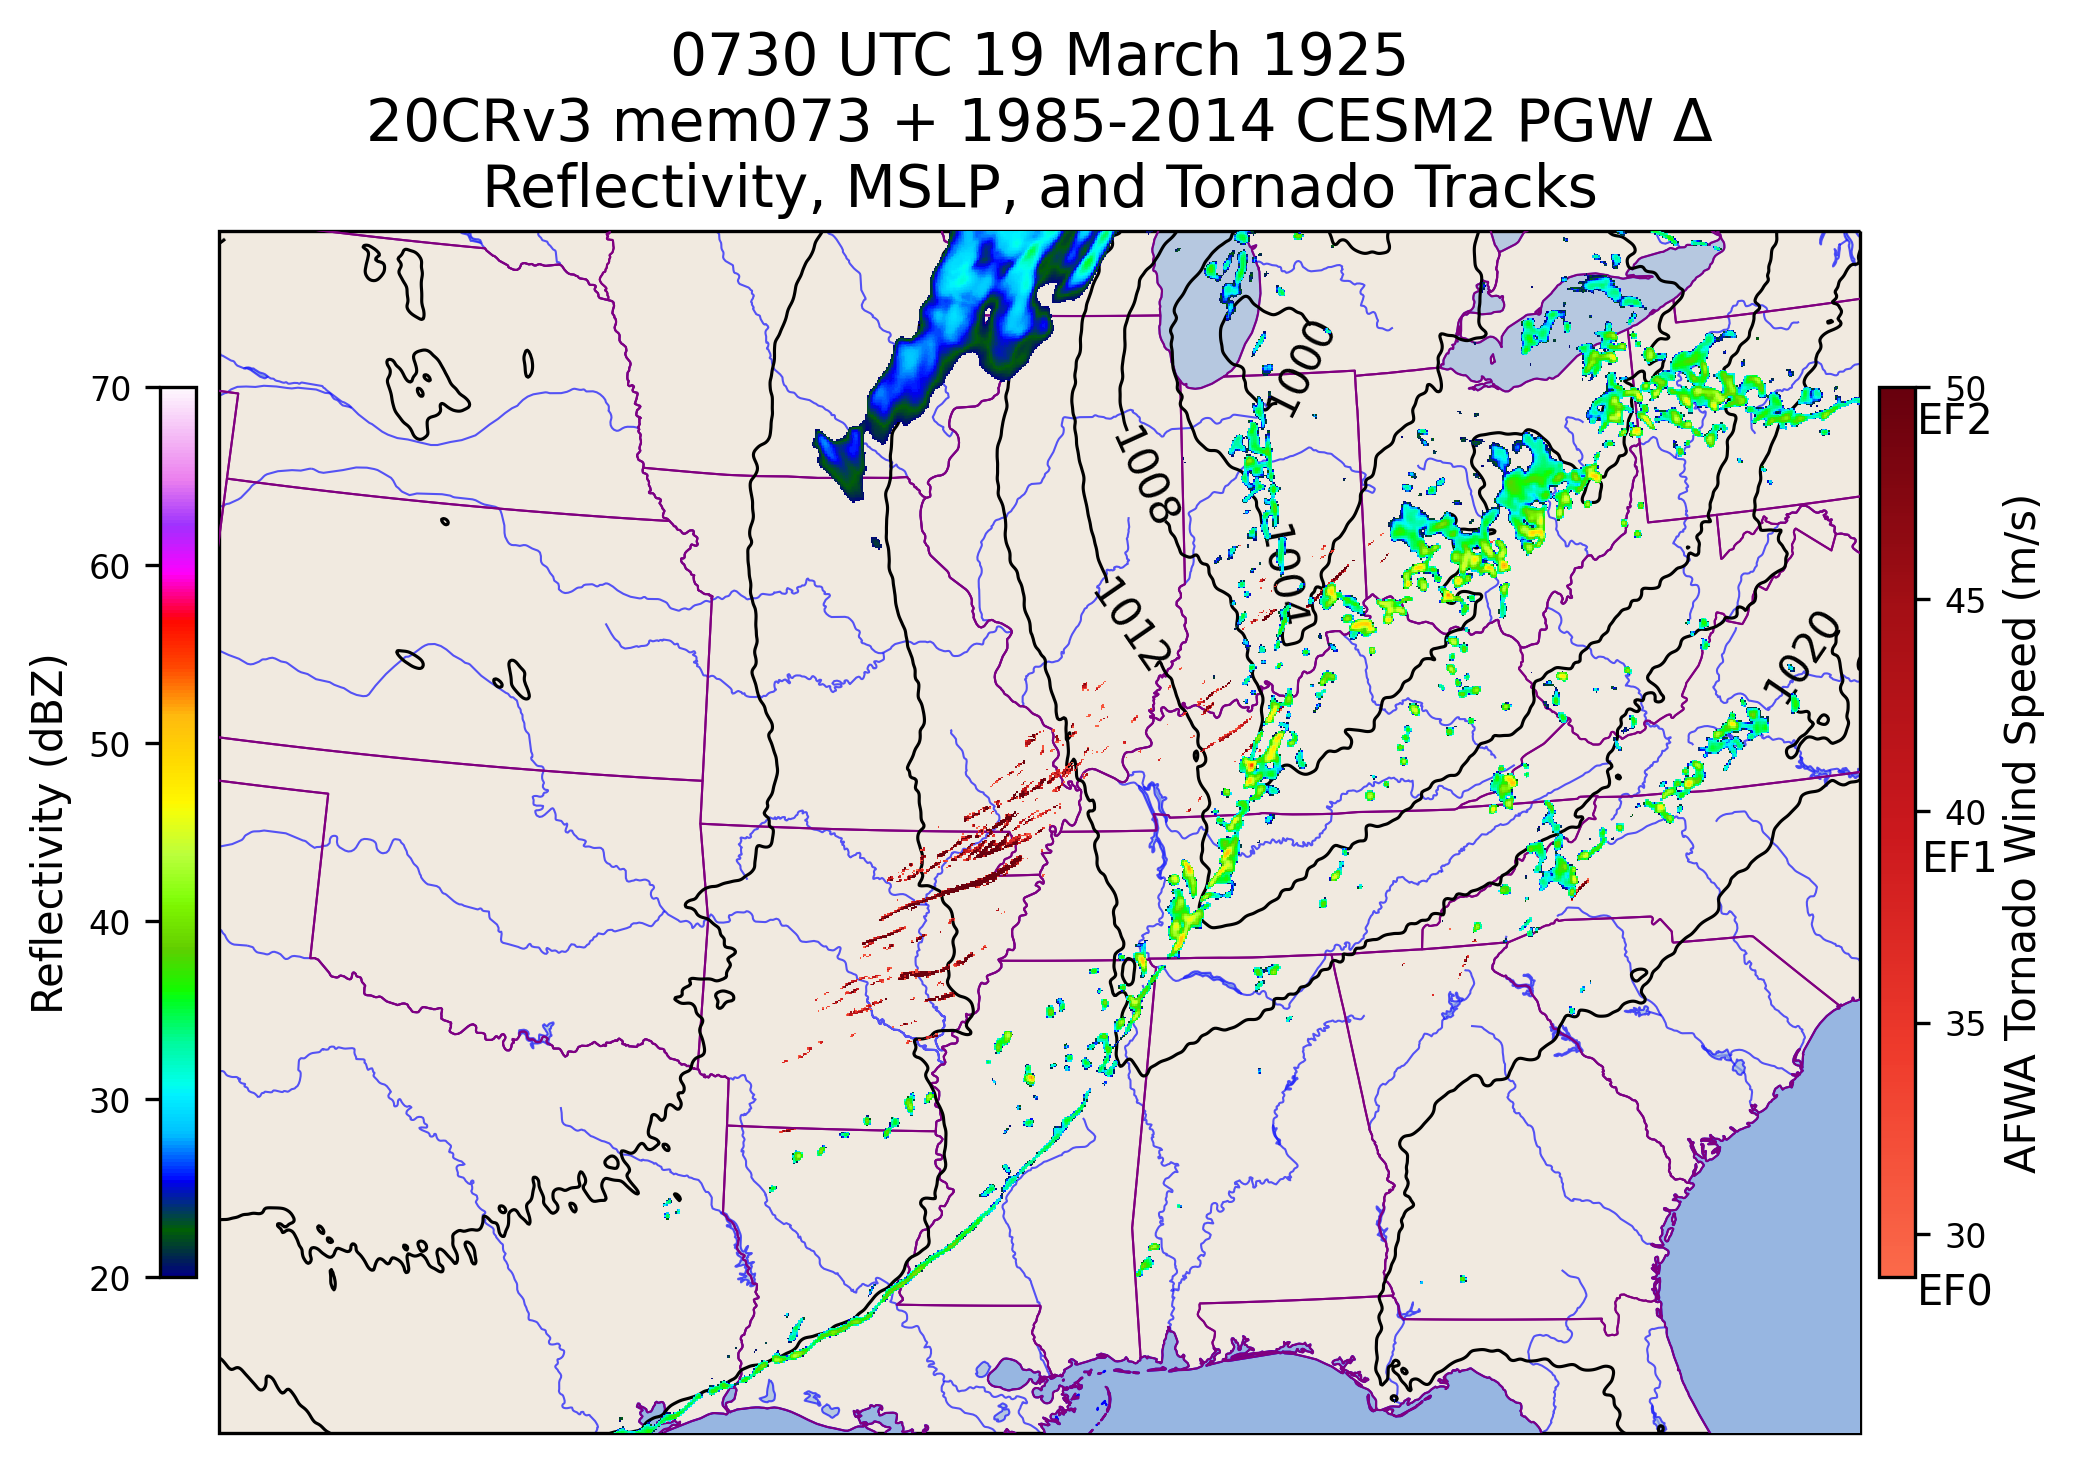 0730 UTC 19 March 1925
20CRv3 mem073 + 1985-2014 CESM2 PGW Δ
Reflectivity, MSLP, and Tornado Tracks
Reflectivity (dBZ)
70
60
50
40
30
20
1000
1008
1004
1012
1020
50
EF2
45
40
EF1
35
30
EF0
AFWA Tornado Wind Speed (m/s)